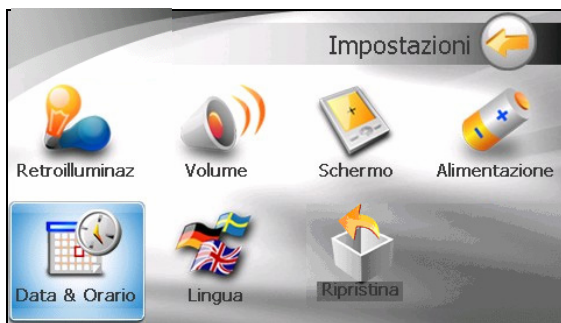 Impostazioni
Retroilluminaz
Volume
Schermo
Alimentazione
Data & Orario
Lingua
Ripristina